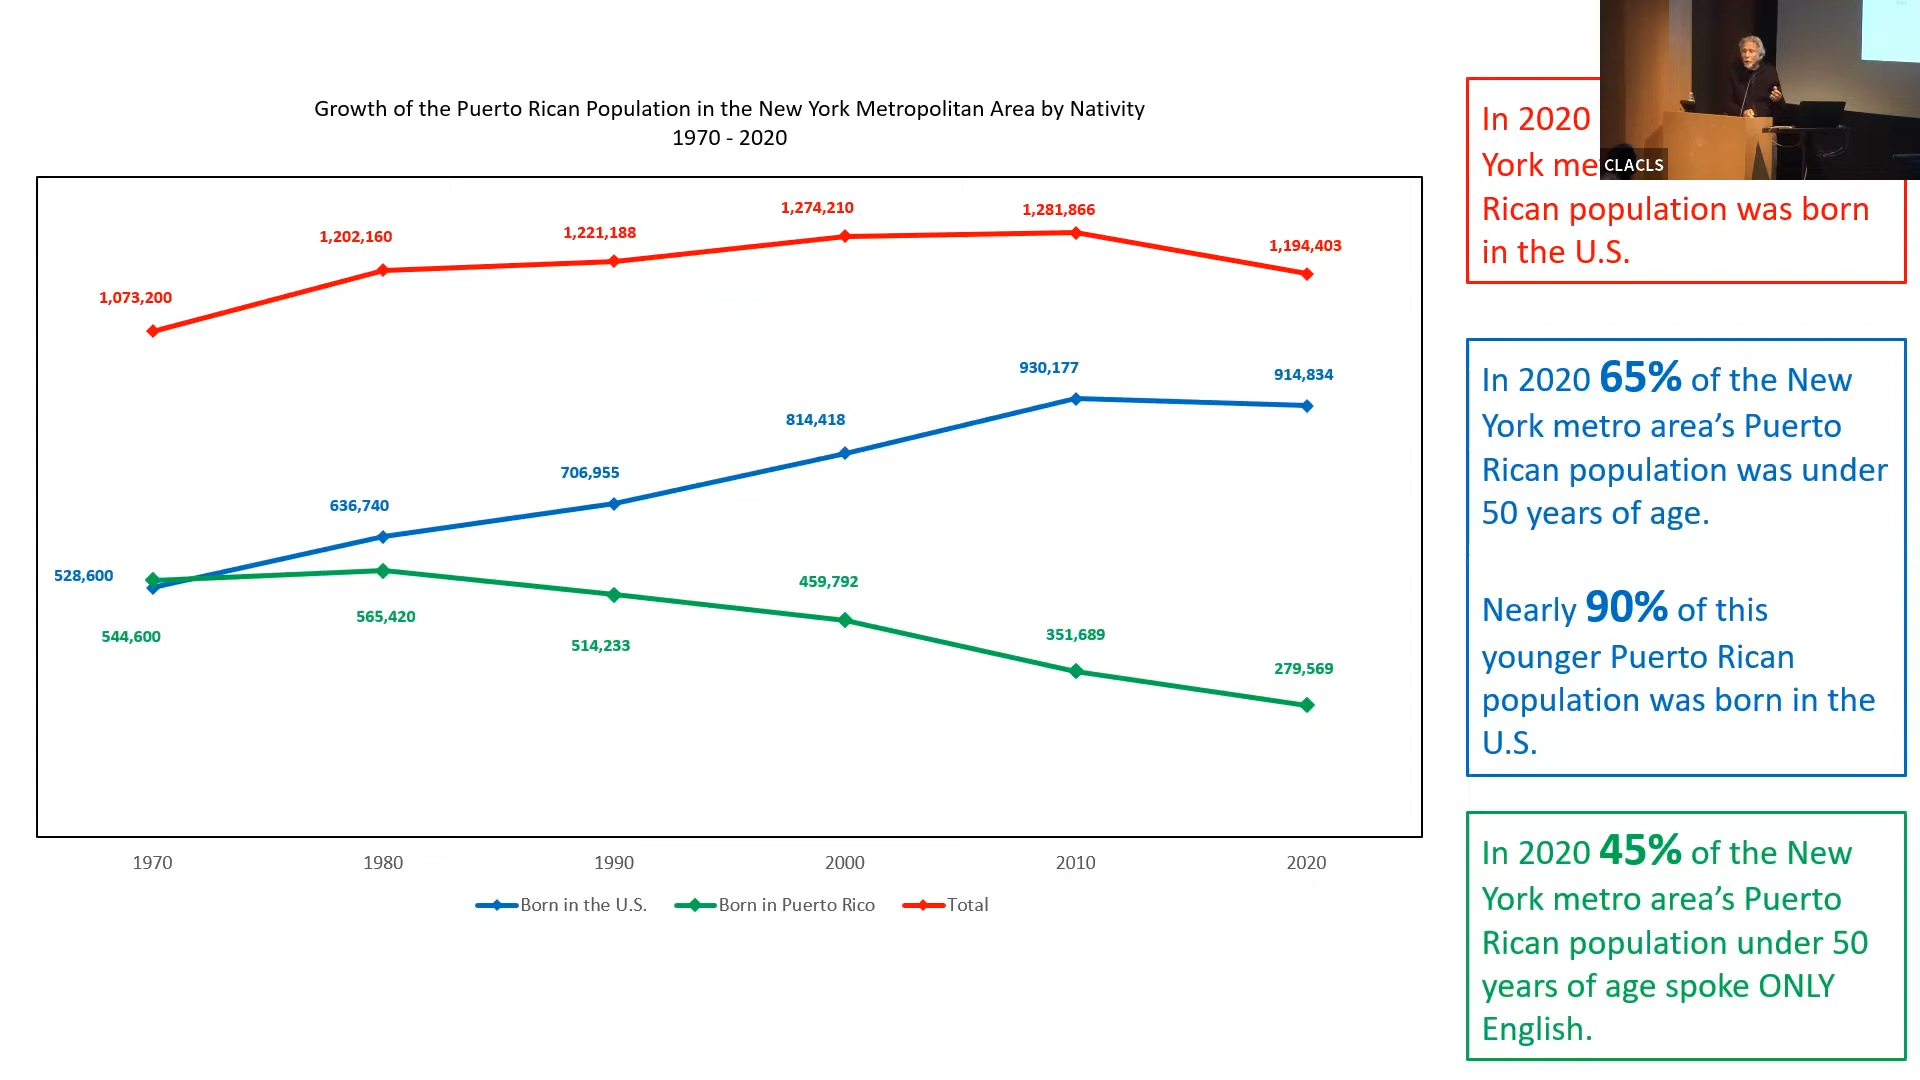 Growth of the Puerto Rican Population in the New York Metropolitan Area by Nativity
1970 - 2020
1,073,200
1,202,160
1,221,188
1,274,210
1,281,866
1,194,403
528,600
636,740
706,955
814,418
930,177
914,834
544,600
565,420
514,233
459,792
351,689
279,569
1970
1980
1990
2000
2010
2020
Born in the U.S.
Born in Puerto Rico
Total
In 2020
York me
Rican population was born
in the U.S.
CLACLS
In 2020 65% of the New
York metro area’s Puerto
Rican population was under
50 years of age.
Nearly 90% of this
younger Puerto Rican
population was born in the
U.S.
In 2020 45% of the New
York metro area’s Puerto
Rican population under 50
years of age spoke ONLY
English.